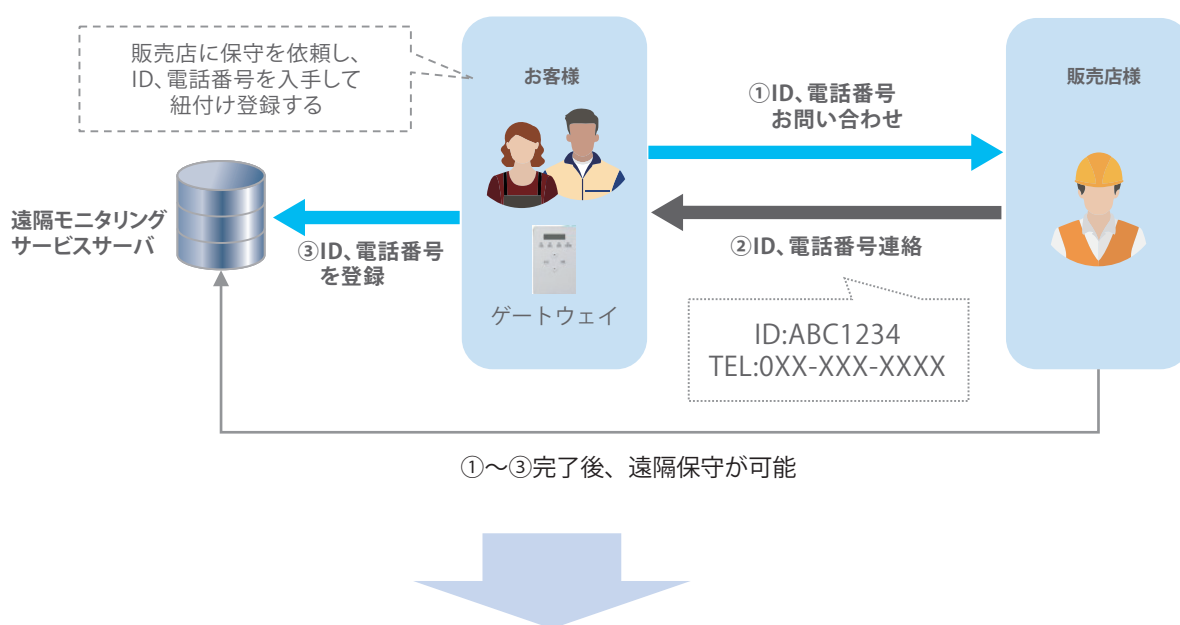 販売店に保守を依頼し、
ID、電話番号を入手して
紐付け登録する
お客様
販売店様
①ID、電話番号
お問い合わせ
遠隔モニタリング
サービスサーバ
③ID、電話番号
を登録
②ID、電話番号連絡
ゲートウェイ
ID:ABC1234
TEL:0XX-XXX-XXXX
①～③完了後、遠隔保守が可能